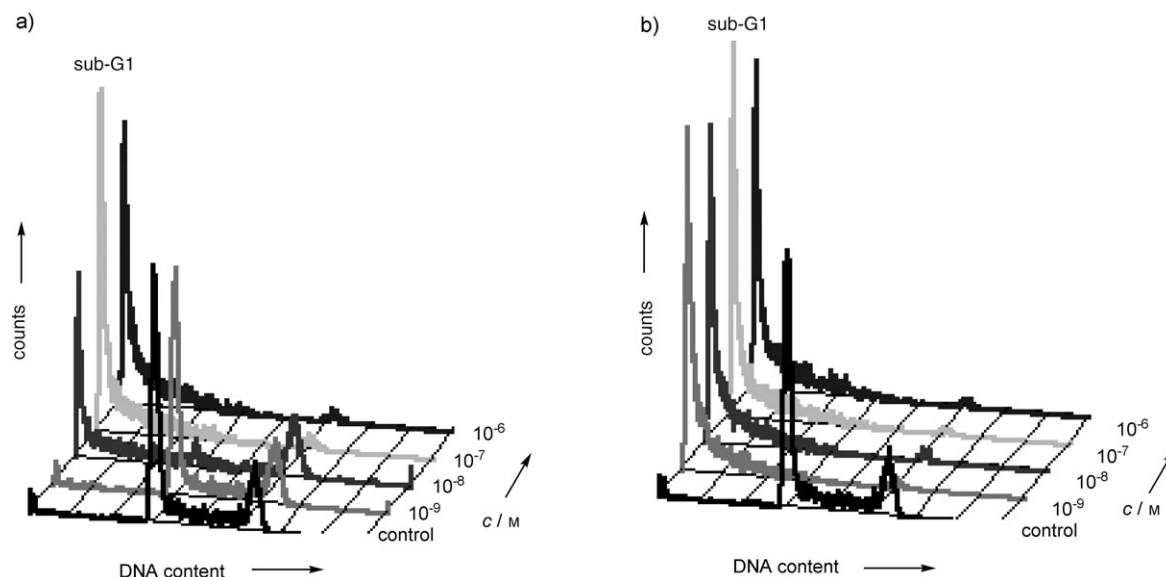 a)
sub-G1
counts
10-6
10-7
10-8
10-9
control
c / M
DNA content
b)
sub-G1
counts
10-6
10-7
10-8
10-9
control
c / M
DNA content